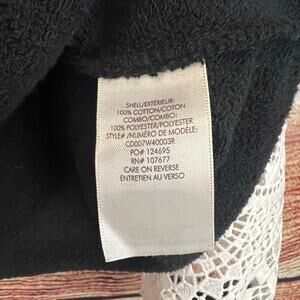 SHELL/EXTÉRIEUR:
100% COTTON/COTON
COMBO/COMBO:
100% POLYESTER/POLYESTER
STYLE# /NUMÉRO DE MODÈLE:
CD007W40003R
PO# 124695
RN# 107677
CARE ON REVERSE
ENTRETIEN AU VERSO